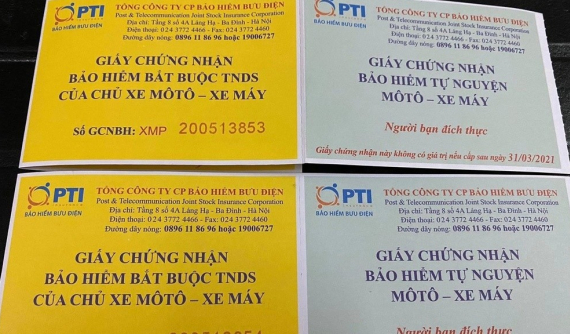 PTI
BẢO HIỂM BƯU ĐIỆN
TỔNG CÔNG TY CP BẢO HIỂM BƯU ĐIỆN
Post & Telecommunication Joint Stock Insurance Corporation
Địa chỉ: Tầng 8 số 4A Láng Hạ - Ba Đình - Hà Nội
Điện thoại: 024 3772 4466 - Fax: 024 3772 4460
Đường dây nóng: 0896 11 86 96 hoặc 19006727
GIẤY CHỨNG NHẬN
BẢO HIỂM BẮT BUỘC TNDS
CỦA CHỦ XE MÔTÔ – XE MÁY
Số GCNBH: XMP 200513853
PTI
BẢO HIỂM BƯU ĐIỆN
TỔNG CÔNG TY CP BẢO HIỂM BƯU ĐIỆN
Post & Telecommunication Joint Stock Insurance Corporation
Địa chỉ: Tầng 8 số 4A Láng Hạ - Ba Đình - Hà Nội
Điện thoại: 024 3772 4466 - Fax: 024 3772 4460
Đường dây nóng: 0896 11 86 96 hoặc 19006727
GIẤY CHỨNG NHẬN
BẢO HIỂM TỰ NGUYỆN
MÔTÔ – XE MÁY
Người bạn đích thực
Giấy chứng nhận này không có giá trị nếu cấp sau ngày 31/03/2021
PTI
BẢO HIỂM BƯU ĐIỆN
TỔNG CÔNG TY CP BẢO HIỂM BƯU ĐIỆN
Post & Telecommunication Joint Stock Insurance Corporation
Địa chỉ: Tầng 8 số 4A Láng Hạ - Ba Đình - Hà Nội
Điện thoại: 024 3772 4466 - Fax: 024 3772 4460
Đường dây nóng: 0896 11 86 96 hoặc 19006727
GIẤY CHỨNG NHẬN
BẢO HIỂM BẮT BUỘC TNDS
CỦA CHỦ XE MÔTÔ – XE MÁY
PTI
BẢO HIỂM BƯU ĐIỆN
TỔNG CÔNG TY CP BẢO HIỂM BƯU ĐIỆN
Post & Telecommunication Joint Stock Insurance Corporation
Địa chỉ: Tầng 8 số 4A Láng Hạ - Ba Đình - Hà Nội
Điện thoại: 024 3772 4466 - Fax: 024 3772 4460
Đường dây nóng: 0896 11 86 96 hoặc 19006727
GIẤY CHỨNG NHẬN
BẢO HIỂM TỰ NGUYỆN
MÔTÔ – XE MÁY
Người bạn đích thực